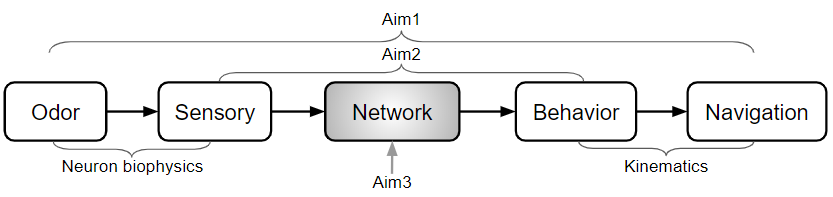 Aim1
Aim2
Odor
Sensory
Network
Behavior
Navigation
Neuron biophysics
Kinematics
Aim3